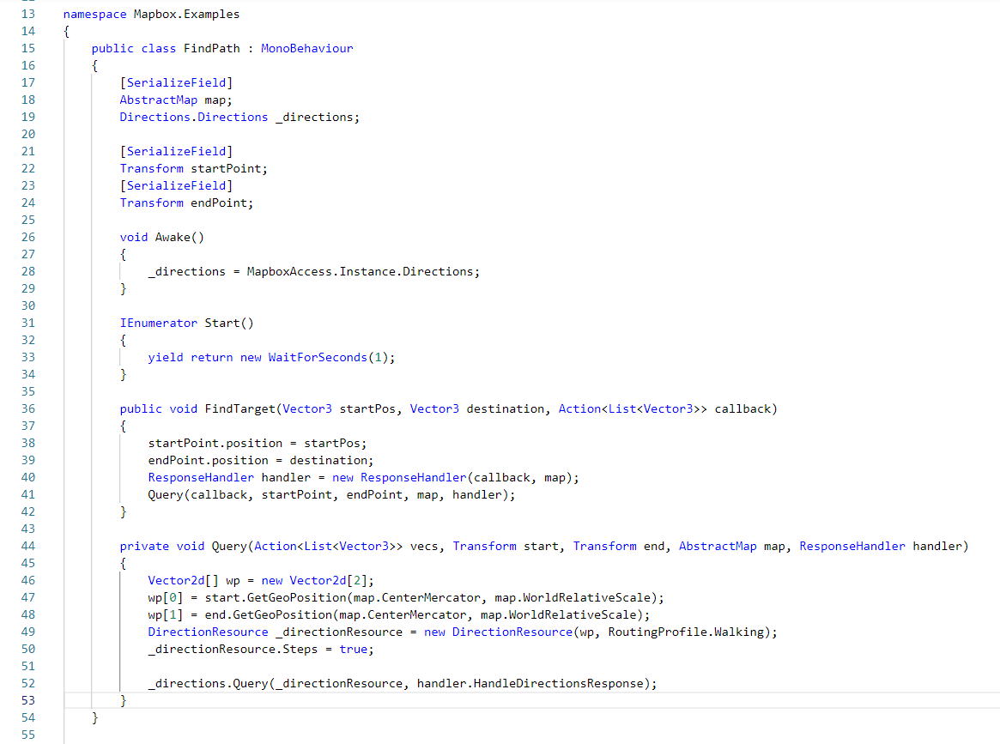 13 namespace Mapbox.Examples
14 {
15 public class FindPath : MonoBehaviour
16 {
17 [SerializeField]
18 AbstractMap map;
19 Directions.Directions _directions;
20
21 [SerializeField]
22 Transform startPoint;
23 [SerializeField]
24 Transform endPoint;
25
26 void Awake()
27 {
28 _directions = MapboxAccess.Instance.Directions;
29 }
30
31 IEnumerator Start()
32 {
33 yield return new WaitForSeconds(1);
34 }
35
36 public void FindTarget(Vector3 startPos, Vector3 destination, Action<List<Vector3>> callback)
37 {
38 startPoint.position = startPos;
39 endPoint.position = destination;
40 ResponseHandler handler = new ResponseHandler(callback, map);
41 Query(callback, startPoint, endPoint, map, handler);
42 }
43
44 private void Query(Action<List<Vector3>> vecs, Transform start, Transform end, AbstractMap map, ResponseHandler handler)
45 {
46 Vector2d[] wp = new Vector2d[2];
47 wp[0] = start.GetGeoPosition(map.CenterMercator, map.WorldRelativeScale);
48 wp[1] = end.GetGeoPosition(map.CenterMercator, map.WorldRelativeScale);
49 DirectionResource _directionResource = new DirectionResource(wp, RoutingProfile.Walking);
50 _directionResource.Steps = true;
51
52 _directions.Query(_directionResource, handler.HandleDirectionsResponse);
53 }
54 }
55